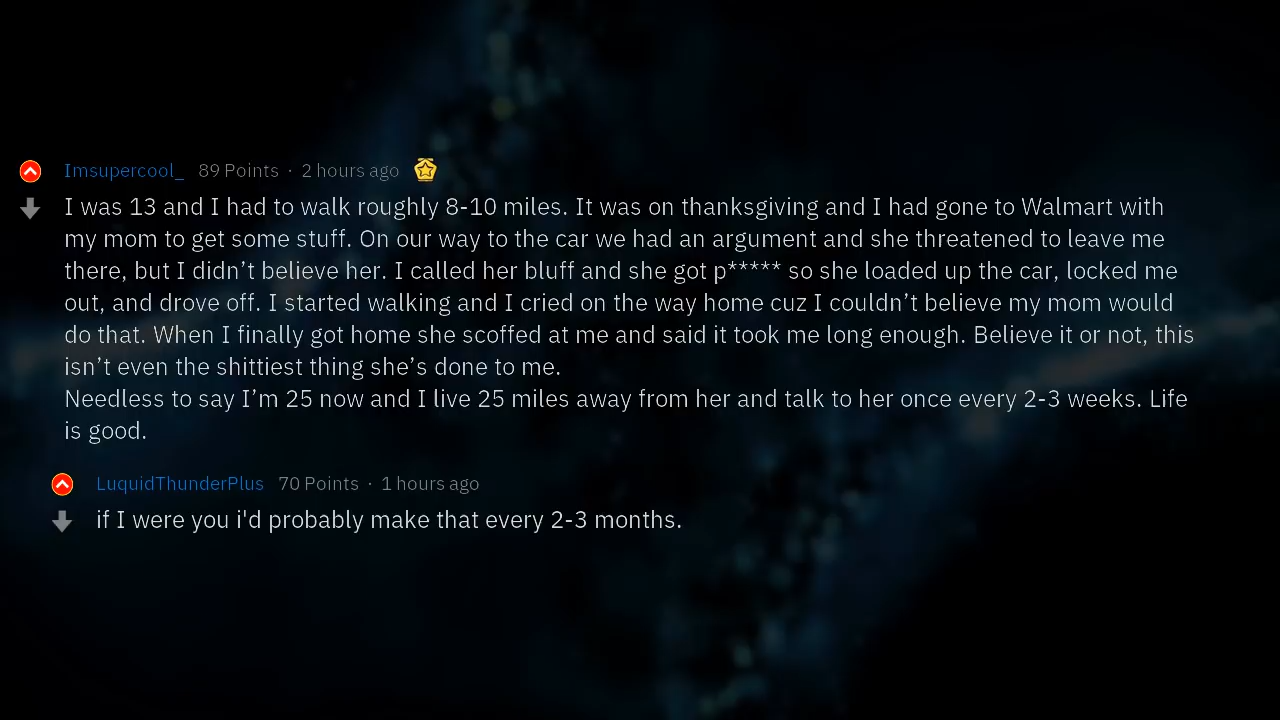 Imsupercool_ 89 Points · 2 hours ago
I was 13 and I had to walk roughly 8-10 miles. It was on thanksgiving and I had gone to Walmart with
my mom to get some stuff. On our way to the car we had an argument and she threatened to leave me
there, but I didn’t believe her. I called her bluff and she got p***** so she loaded up the car, locked me
out, and drove off. I started walking and I cried on the way home cuz I couldn’t believe my mom would
do that. When I finally got home she scoffed at me and said it took me long enough. Believe it or not, this
isn’t even the shittiest thing she’s done to me.
Needless to say I’m 25 now and I live 25 miles away from her and talk to her once every 2-3 weeks. Life
is good.
LuquidThunderPlus 70 Points · 1 hours ago
if I were you i'd probably make that every 2-3 months.